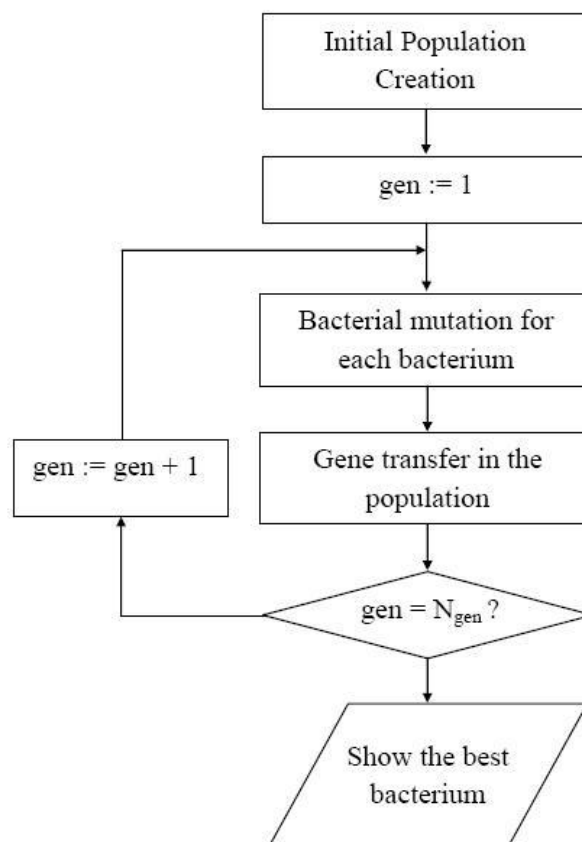 Initial Population
Creation
gen := 1
Bacterial mutation for
each bacterium
gen := gen + 1
Gene transfer in the
population
gen = N_gen ?
Show the best
bacterium